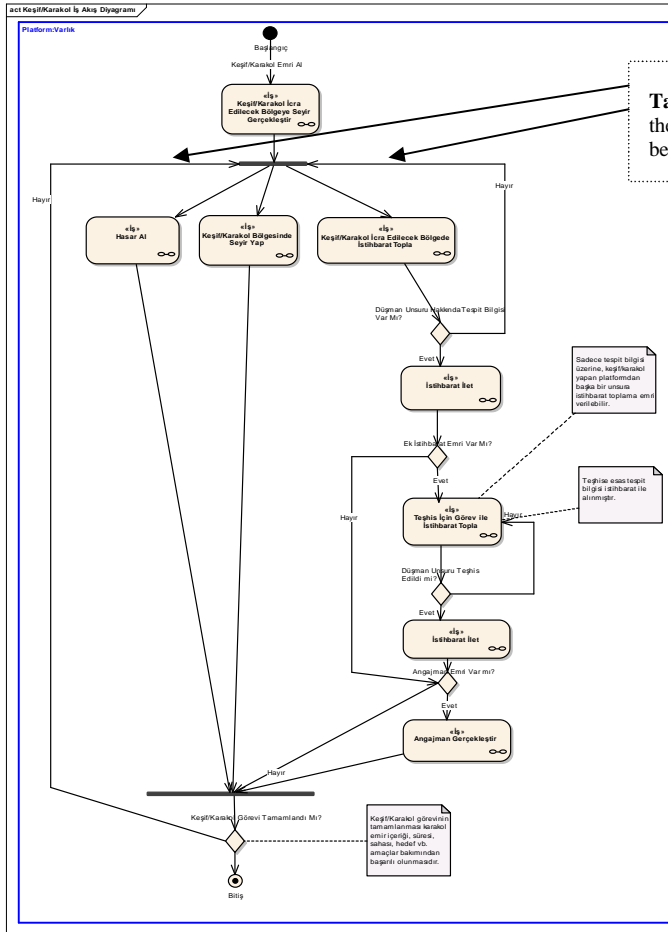 act Keşif/Karakol İş Akış Diyagramı
Platform:Varlık
Başlangıç
Keşif/Karakol Emri Al
«İş»
Keşif/Karakol İcra
Edilecek Bölgeye Seyir
Gerçekleştir
Ta
the
be
Hayır
Hayır
«İş»
Hasar Al
«İş»
Keşif/Karakol Bölgesinde
Seyir Yap
«İş»
Keşif/Karakol İcra Edilecek Bölgede
İstihbarat Topla
Düşman Unsuru Hakkında Tespit Bilgisi
Var Mı?
Evet
«İş»
İstihbarat İlet
Sadece tespit bilgisi
üzerine, keşif/karakol
yapan platformdan
başka bir unsura
istihbarat toplama emri
verilebilir.
Ek İstihbarat Emri Var Mı?
Evet
Teşhise esas tespit
bilgisi istihbarat ile
alınmıştır.
Hayır
«İş»
Teşhis İçin Görev ile
İstihbarat Topla
Hayır
Düşman Unsuru Teşhis
Edildi mi?
Evet
«İş»
İstihbarat İlet
Angajman Emri Var mı?
Evet
«İş»
Angajman Gerçekleştir
Hayır
Keşif/Karakol Görevi Tamamlandı Mı?
Keşif/Karakol görevinin
tamamlanması karakol
emir içeriği, süresi,
sahası, hedef vb.
amaçlar bakımından
başarılı olunmasıdır.
Bitiş